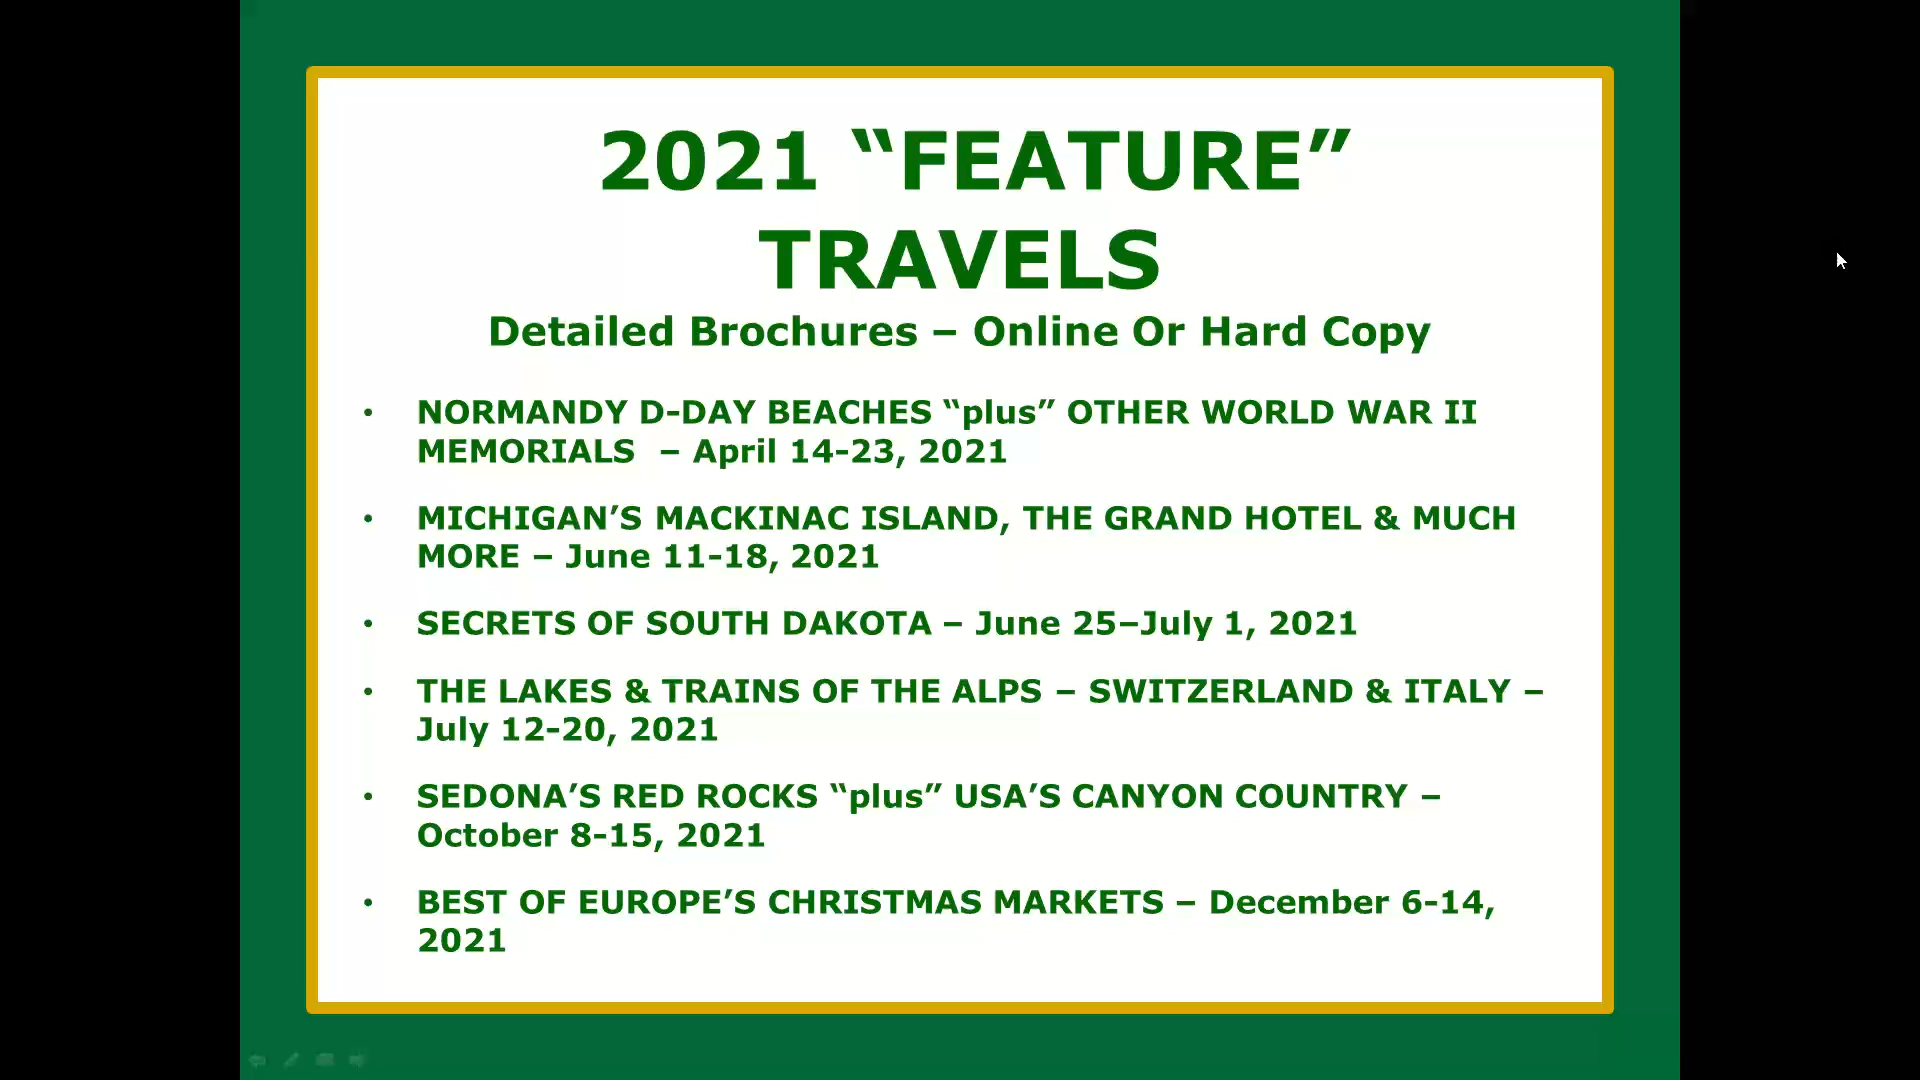 2021 “FEATURE”
TRAVELS
Detailed Brochures – Online Or Hard Copy
• NORMANDY D-DAY BEACHES “plus” OTHER WORLD WAR II
MEMORIALS – April 14-23, 2021
• MICHIGAN’S MACKINAC ISLAND, THE GRAND HOTEL & MUCH
MORE – June 11-18, 2021
• SECRETS OF SOUTH DAKOTA – June 25–July 1, 2021
• THE LAKES & TRAINS OF THE ALPS – SWITZERLAND & ITALY –
July 12-20, 2021
• SEDONA’S RED ROCKS “plus” USA’S CANYON COUNTRY –
October 8-15, 2021
• BEST OF EUROPE’S CHRISTMAS MARKETS – December 6-14,
2021